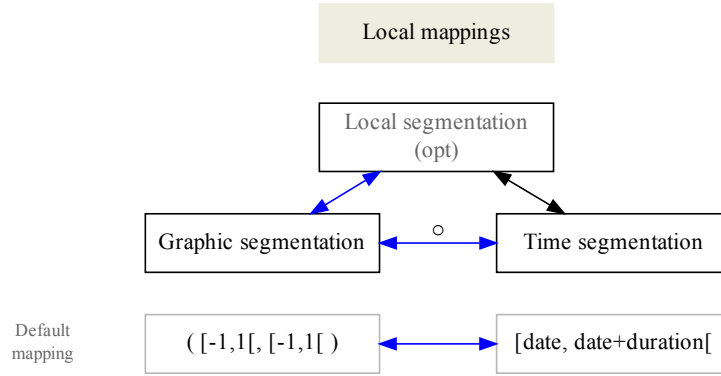 Local mappings
Local segmentation
(opt)
Graphic segmentation
○
Time segmentation
Default
mapping
( [-1,1[, [-1,1[ )
[date, date+duration[